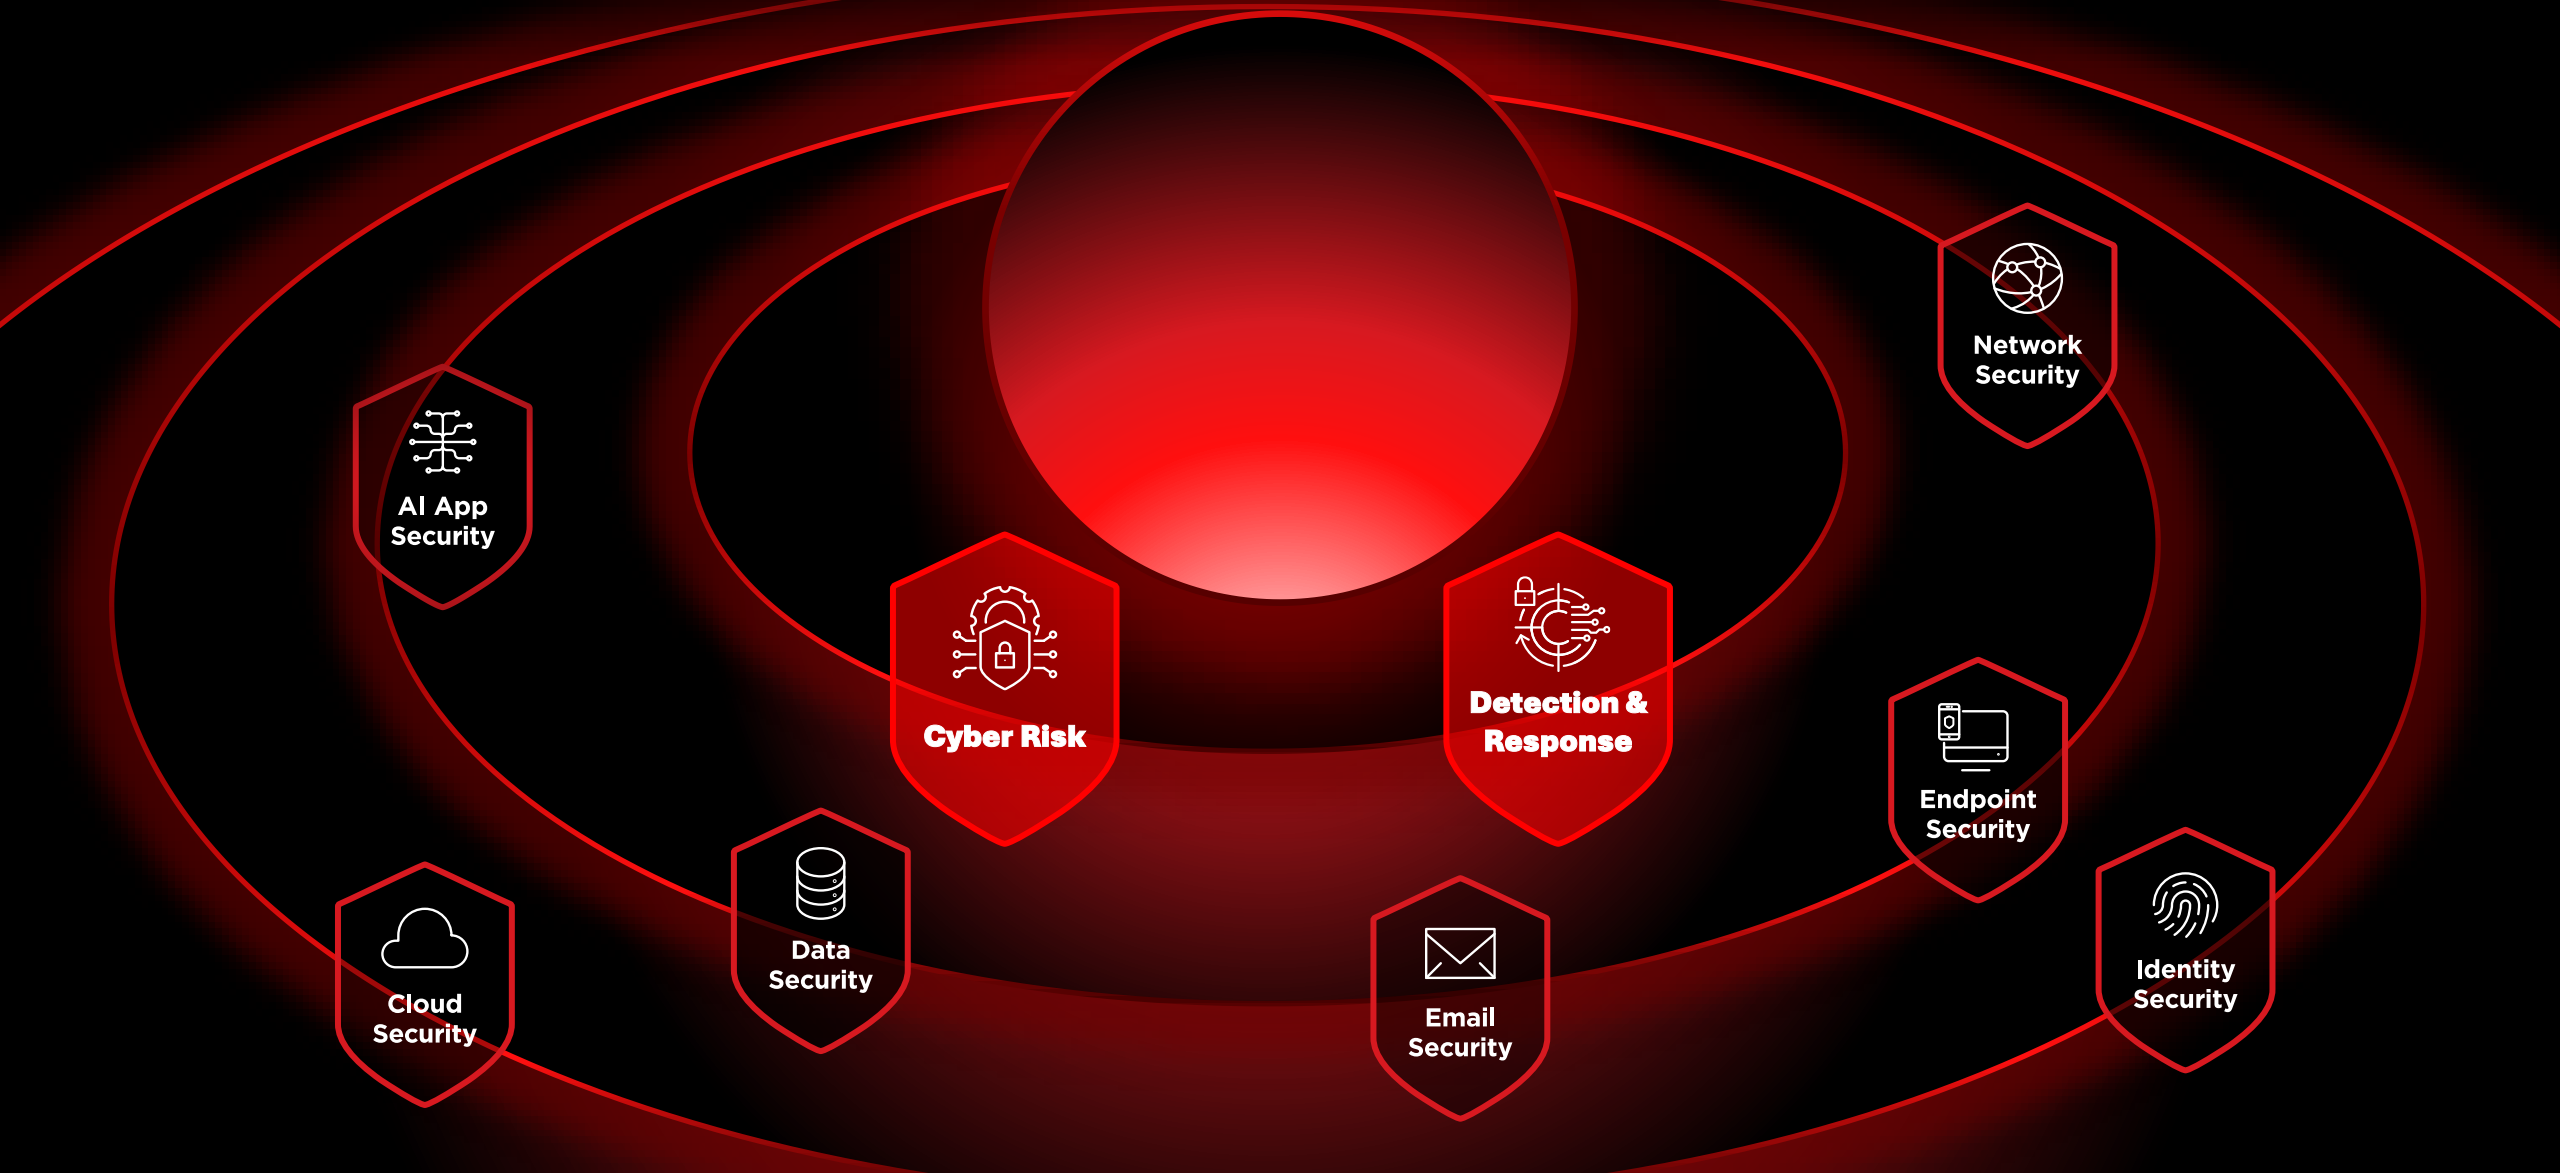 Network
Security
AI App
Security
Cyber Risk
Detection &
Response
Endpoint
Security
Data
Security
Cloud
Security
Email
Security
Identity
Security